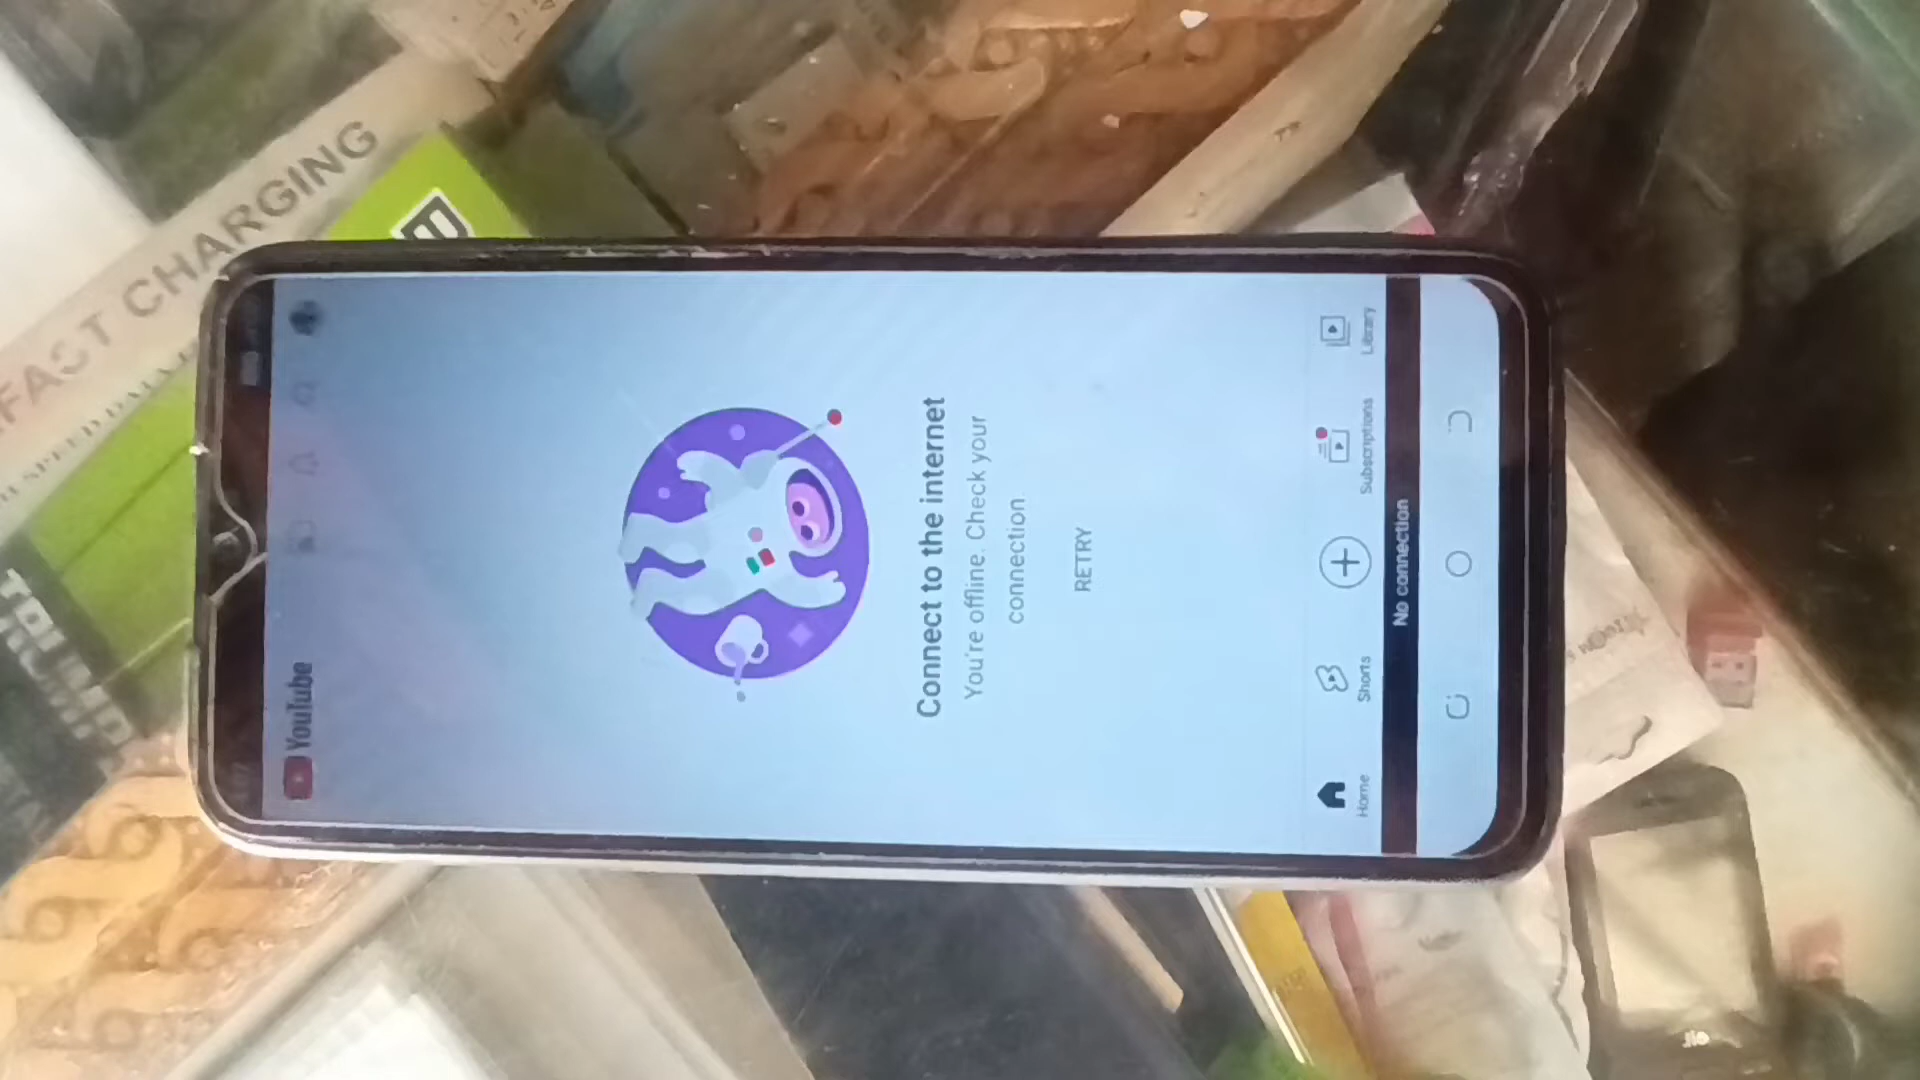 FAST CHARGING
YouTube
Connect to the internet
You're offline. Check your
connection.
RETRY
Home
Shorts
Subscriptions
Library
No connection
Jio